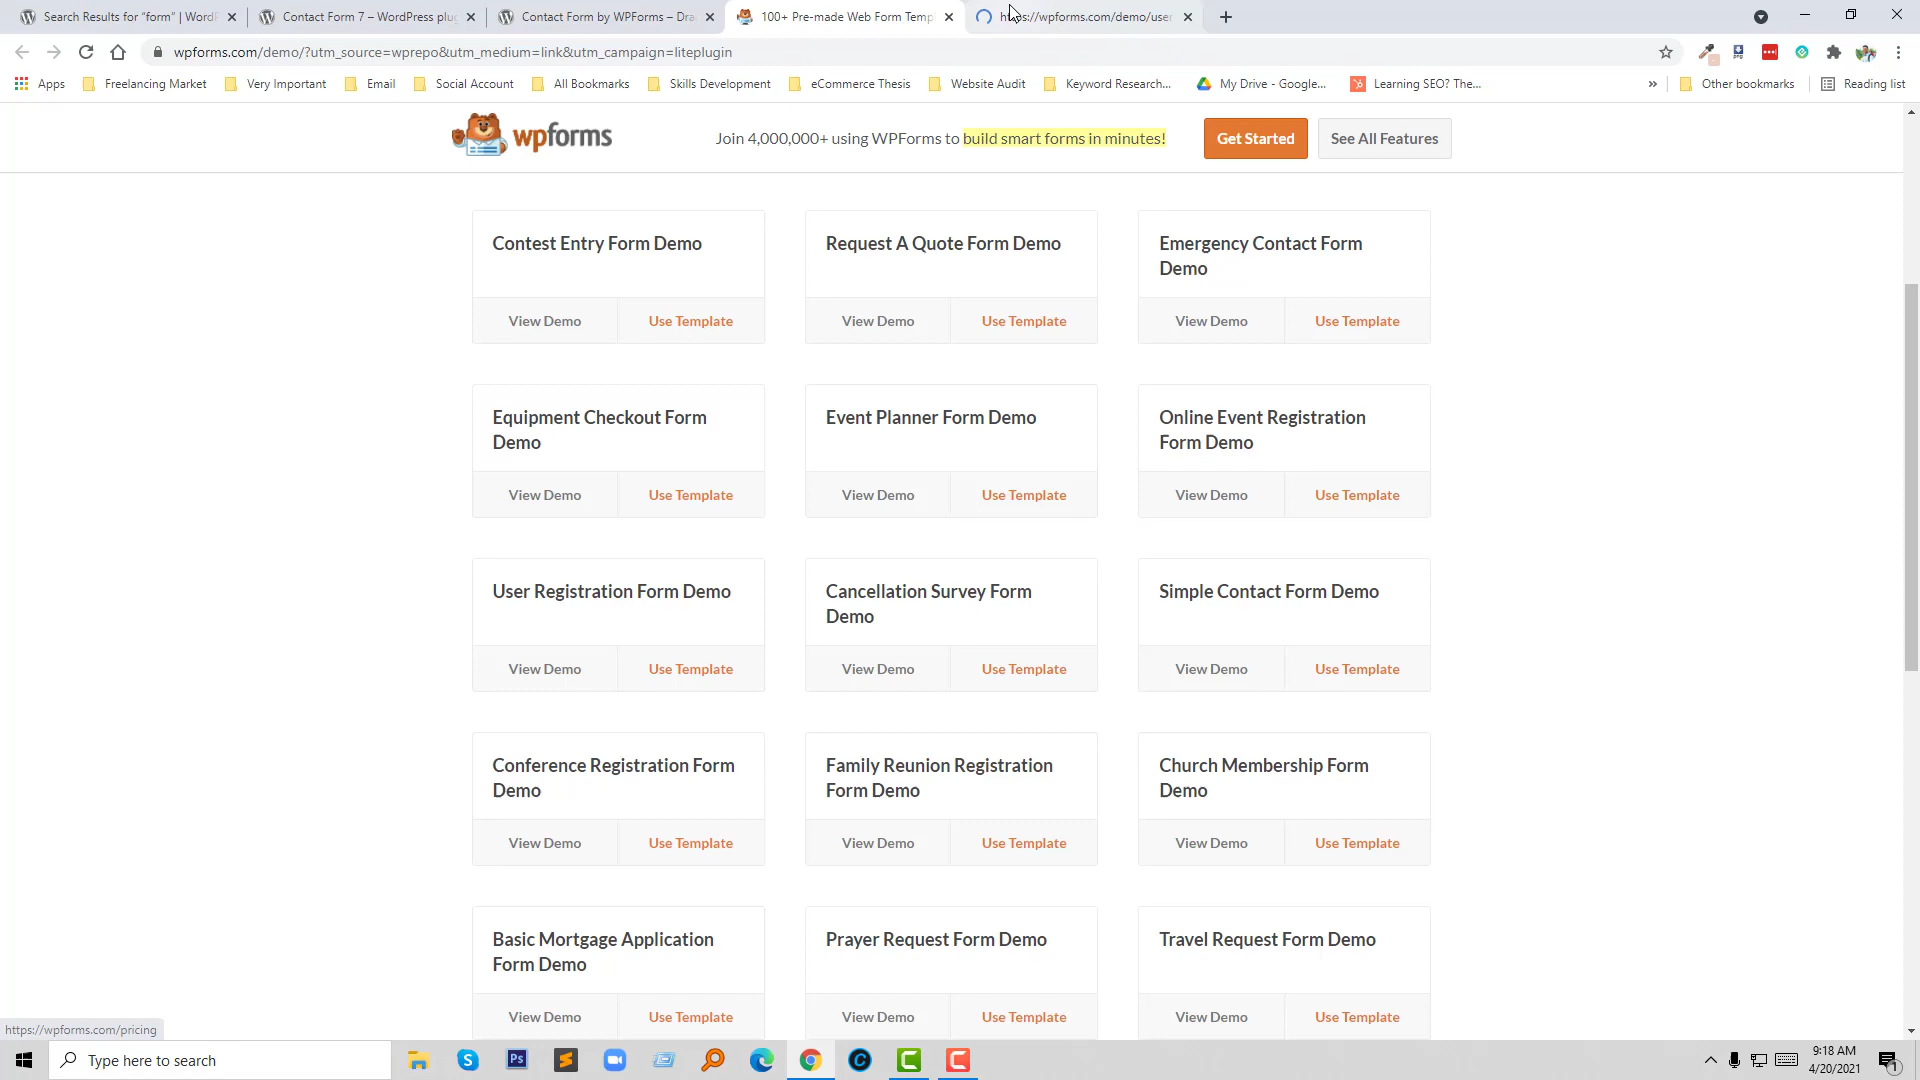 Search Results for "form" | WordP
Contact Form 7 – WordPress plug
Contact Form by WPForms – Dra
100+ Pre-made Web Form Templ
https://wpforms.com/demo/user
wpforms.com/demo/?utm_source=wprepo&utm_medium=link&utm_campaign=liteplugin
Apps
Freelancing Market
Very Important
Email
Social Account
All Bookmarks
Skills Development
eCommerce Thesis
Website Audit
Keyword Research...
My Drive - Google...
Learning SEO? The...
»
Other bookmarks
Reading list
wpforms
Join 4,000,000+ using WPForms to build smart forms in minutes!
Get Started
See All Features
Contest Entry Form Demo
Request A Quote Form Demo
Emergency Contact Form
Demo
View Demo
Use Template
View Demo
Use Template
View Demo
Use Template
Equipment Checkout Form
Demo
Event Planner Form Demo
Online Event Registration
Form Demo
View Demo
Use Template
View Demo
Use Template
View Demo
Use Template
User Registration Form Demo
Cancellation Survey Form
Demo
Simple Contact Form Demo
View Demo
Use Template
View Demo
Use Template
View Demo
Use Template
Conference Registration Form
Demo
Family Reunion Registration
Form Demo
Church Membership Form
Demo
View Demo
Use Template
View Demo
Use Template
View Demo
Use Template
Basic Mortgage Application
Form Demo
Prayer Request Form Demo
Travel Request Form Demo
View Demo
Use Template
View Demo
Use Template
View Demo
Use Template
https://wpforms.com/pricing
Type here to search
Ps
9:18 AM
4/20/2021
1